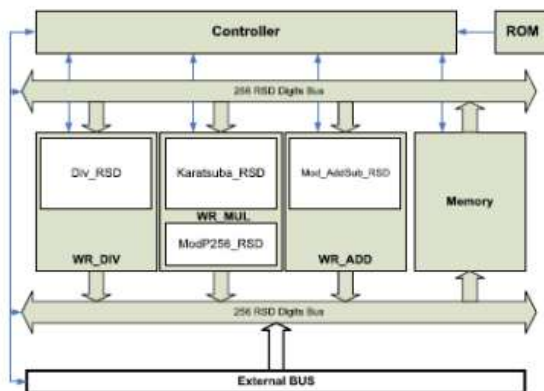 Controller
ROM
256 RSD Digits Bus
Div_RSD
Karatsuba_RSD
Mod_AddSub_RSD
Memory
WR_MUL
ModP256_RSD
WR_DIV
WR_ADD
256 RSD Digits Bus
External BUS